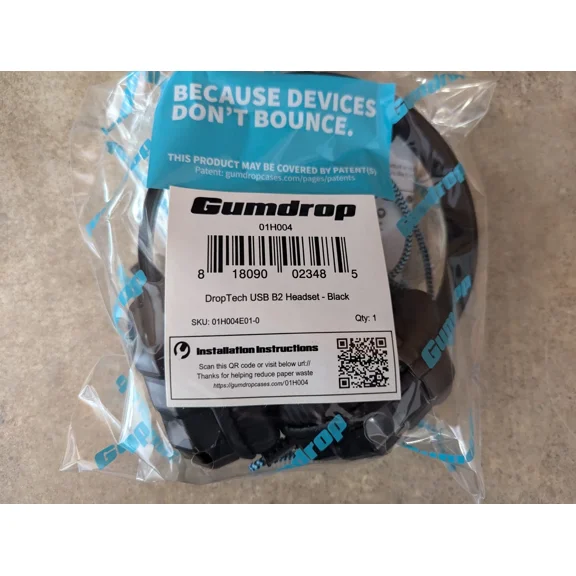 BECAUSE DEVICES
DON'T BOUNCE.
THIS PRODUCT MAY BE COVERED BY PATENT(S)
Patent: gumdropcases.com/pages/patents
Gumdrop
01H004
8 18090 02348 5
DropTech USB B2 Headset - Black
SKU: 01H004E01-0
Qty: 1
Installation Instructions
Scan this QR code or visit below url://
Thanks for helping reduce paper waste
https://gumdropcases.com/01H004
Gumdrop
Gumdrop
Gumdrop